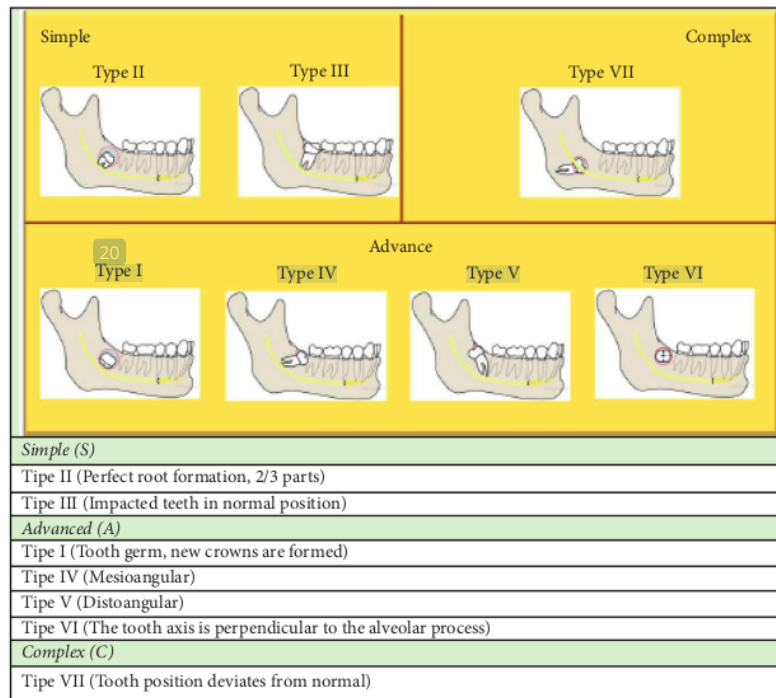 Simple
Complex
Type II
Type III
Type VII
20
Advance
Type I
Type IV
Type V
Type VI
Simple (S)
Tipe II (Perfect root formation, 2/3 parts)
Tipe III (Impacted teeth in normal position)
Advanced (A)
Tipe I (Tooth germ, new crowns are formed)
Tipe IV (Mesioangular)
Tipe V (Distoangular)
Tipe VI (The tooth axis is perpendicular to the alveolar process)
Complex (C)
Tipe VII (Tooth position deviates from normal)